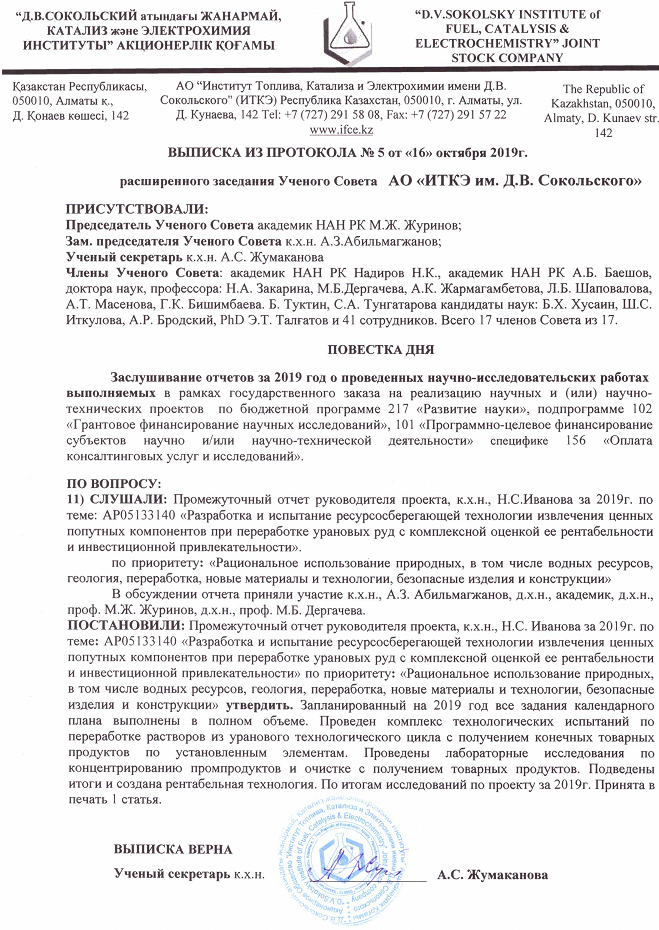 “Д.В.СОКОЛЬСКИЙ атындағы ЖАНАРМАЙ,
КАТАЛИЗ және ЭЛЕКТРОХИМИЯ
ИНСТИТУТЫ” АКЦИОНЕРЛІК ҚОҒАМЫ
“D.V.SOKOLSKY INSTITUTE of
FUEL, CATALYSIS &
ELECTROCHEMISTRY” JOINT
STOCK COMPANY
Қазакстан Республикасы,
050010, Алматы к.,
Д. Қонаев көшесі, 142
АО “Институт Топлива, Катализа и Электрохимии имени Д.В.
Сокольского” (ИТКЭ) Республика Казахстан, 050010, г. Алматы, ул.
Д. Кунаева, 142 Tel: +7 (727) 291 58 08, Fax: +7 (727) 291 57 22
www.ifce.kz
The Republic of
Kazakhstan, 050010,
Almaty, D. Kunaev str.
142
ВЫПИСКА ИЗ ПРОТОКОЛА № 5 от «16» октября 2019г.
расширенного заседания Ученого Совета АО «ИТКЭ им. Д.В. Сокольского»
ПРИСУТСТВОВАЛИ:
Председатель Ученого Совета академик НАН РК М.Ж. Журинов;
Зам. председателя Ученого Совета к.х.н. А.З.Абильмагжанов;
Ученый секретарь к.х.н. А.С. Жумаканова
Члены Ученого Совета: академик НАН РК Надиров Н.К., академик НАН РК А.Б. Баешов,
доктора наук, профессора: Н.А. Закарина, М.Б.Дергачева, А.К. Жармагамбетова, Л.Б. Шаповалова,
А.Т. Масенова, Г.К. Бишимбаева. Б. Туктин, С.А. Тунгатарова кандидаты наук: Б.Х. Хусаин, Ш.С.
Иткулова, А.Р. Бродский, PhD Э.Т. Талгатов и 41 сотрудников. Всего 17 членов Совета из 17.
ПОВЕСТКА ДНЯ
Заслушивание отчетов за 2019 год о проведенных научно-исследовательских работах
выполняемых в рамках государственного заказа на реализацию научных и (или) научно-
технических проектов по бюджетной программе 217 «Развитие науки», подпрограмме 102
«Грантовое финансирование научных исследований», 101 «Программно-целевое финансирование
субъектов научно и/или научно-технической деятельности» специфике 156 «Оплата
консалтинговых услуг и исследований».
ПО ВОПРОСУ:
11) СЛУШАЛИ: Промежуточный отчет руководителя проекта, к.х.н., Н.С.Иванова за 2019г. по
теме: АР05133140 «Разработка и испытание ресурсосберегающей технологии извлечения ценных
попутных компонентов при переработке урановых руд с комплексной оценкой ее рентабельности
и инвестиционной привлекательности».
по приоритету: «Рациональное использование природных, в том числе водных ресурсов,
геология, переработка, новые материалы и технологии, безопасные изделия и конструкции»
В обсуждении отчета приняли участие к.х.н., А.З. Абильмагжанов, д.х.н., академик, д.х.н.,
проф. М.Ж. Журинов, д.х.н., проф. М.Б. Дергачева.
ПОСТАНОВИЛИ: Промежуточный отчет руководителя проекта, к.х.н., Н.С. Иванова за 2019г. по
теме: АР05133140 «Разработка и испытание ресурсосберегающей технологии извлечения ценных
попутных компонентов при переработке урановых руд с комплексной оценкой ее рентабельности
и инвестиционной привлекательности» по приоритету: «Рациональное использование природных,
в том числе водных ресурсов, геология, переработка, новые материалы и технологии, безопасные
изделия и конструкции» утвердить. Запланированный на 2019 год все задания календарного
плана выполнены в полном объеме. Проведен комплекс технологических испытаний по
переработке растворов из уранового технологического цикла с получением конечных товарных
продуктов по установленным элементам. Проведены лабораторные исследования по
концентрированию промпродуктов и очистке с получением товарных продуктов. Подведены
итоги и создана рентабельная технология. По итогам исследований по проекту за 2019г. Принята в
печать 1 статья.
ВЫПИСКА ВЕРНА
Ученый секретарь к.х.н. А.С. Жумаканова